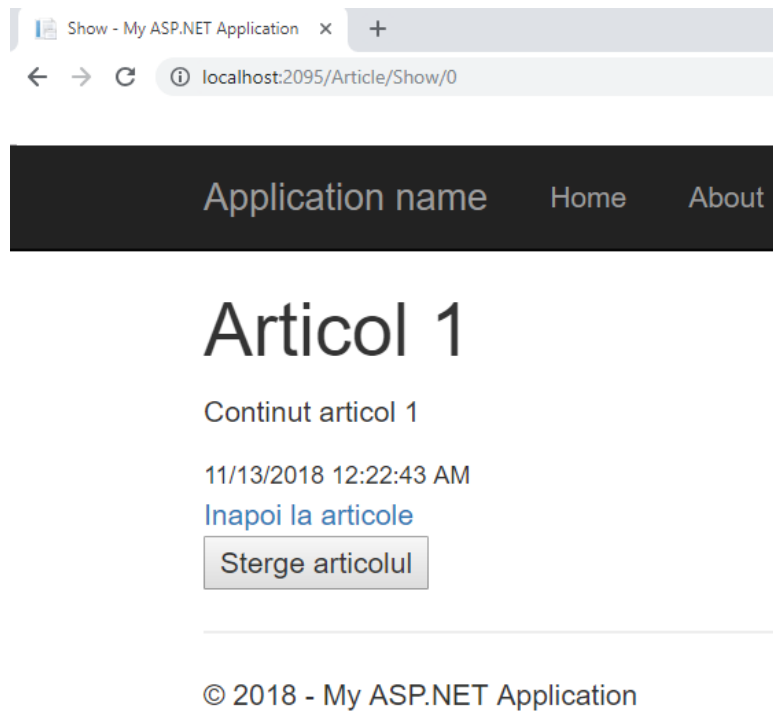 Show - My ASP.NET Application
localhost:2095/Article/Show/0
Application name Home About
Articol 1
Continut articol 1
11/13/2018 12:22:43 AM
Inapoi la articole
Sterge articolul
© 2018 - My ASP.NET Application